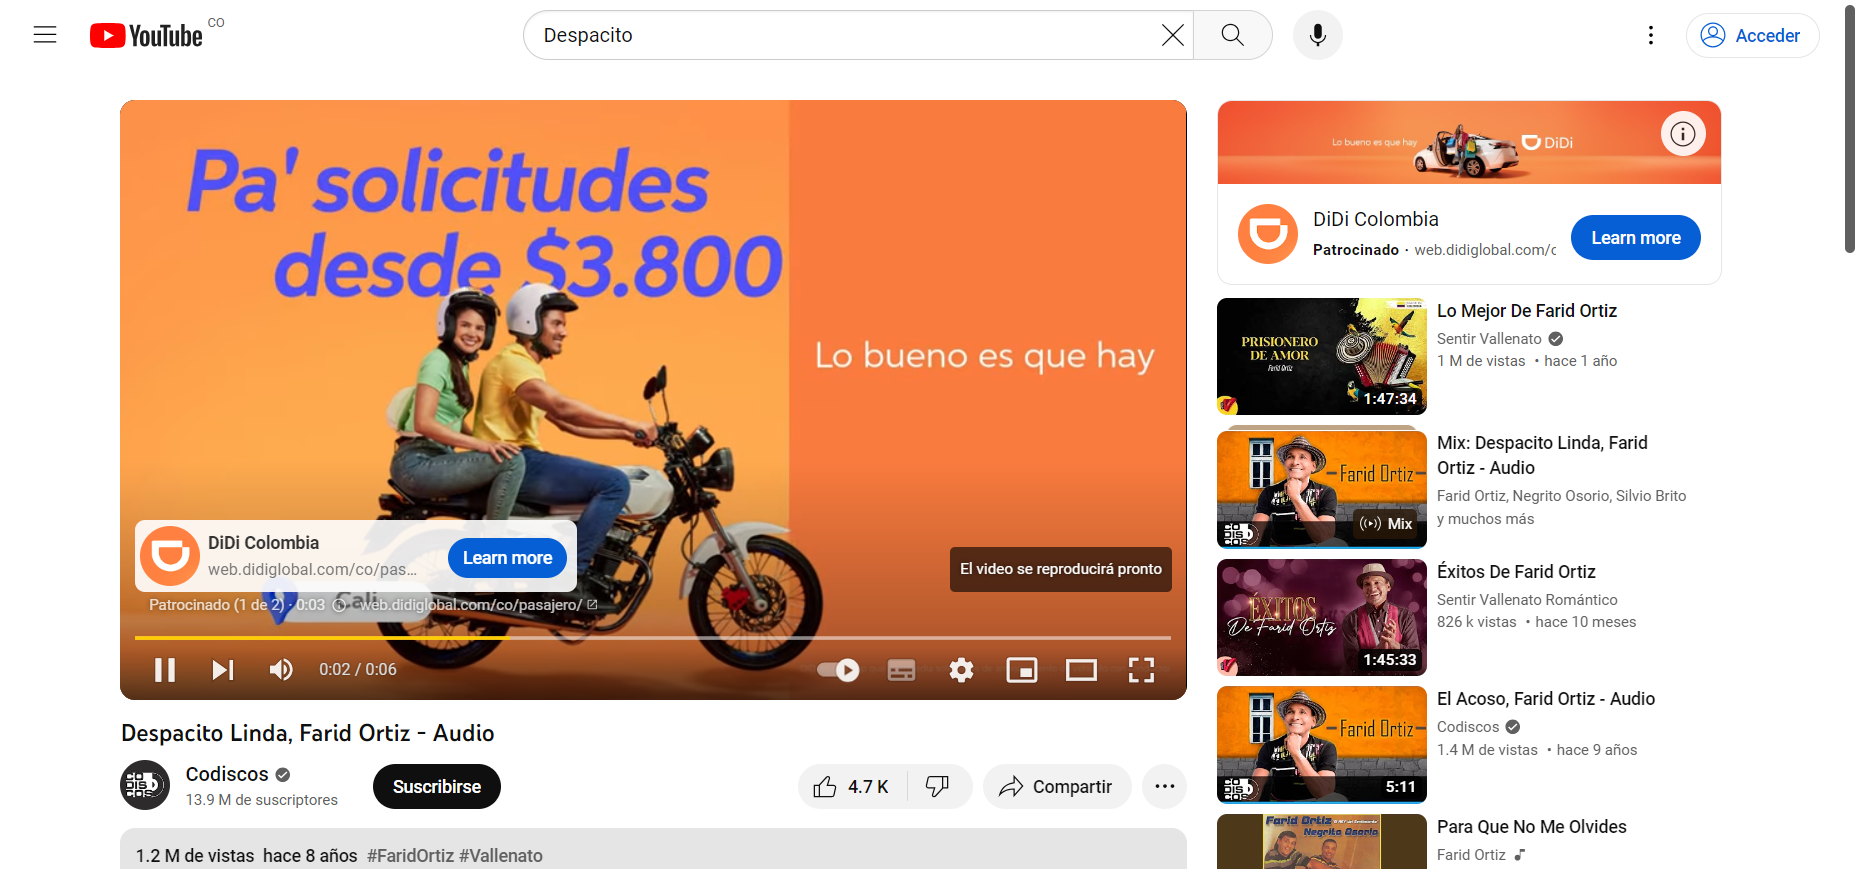 YouTube CO
Despacito
Acceder
Pa' solicitudes
desde $3.800
Lo bueno es que hay
DiDi Colombia
web.didiglobal.com/co/pas...
Learn more
Cali
El video se reproducirá pronto
Patrocinado (1 de 2) · 0:03 web.didiglobal.com/co/pasajero/
0:02 / 0:06
Despacito Linda, Farid Ortiz - Audio
CODISCOS
Codiscos
13.9 M de suscriptores
Suscribirse
4.7 K
Compartir
1.2 M de vistas hace 8 años #FaridOrtiz #Vallenato
Lo bueno es que hay
DiDi
DiDi Colombia
Patrocinado · web.didiglobal.com/c
Learn more
PRISIONERO
DE AMOR
Farid Ortiz
1:47:34
Lo Mejor De Farid Ortiz
Sentir Vallenato
1 M de vistas • hace 1 año
Farid Ortiz
CODISCOS
Mix
Mix: Despacito Linda, Farid
Ortiz - Audio
Farid Ortiz, Negrito Osorio, Silvio Brito
y muchos más
ÉXITOS
De Farid Ortiz
1:45:33
Éxitos De Farid Ortiz
Sentir Vallenato Romántico
826 k vistas • hace 10 meses
Farid Ortiz
CODISCOS
5:11
El Acoso, Farid Ortiz - Audio
Codiscos
1.4 M de vistas • hace 9 años
Farid Ortiz
Negrito Osorio
Para Que No Me Olvides
Farid Ortiz